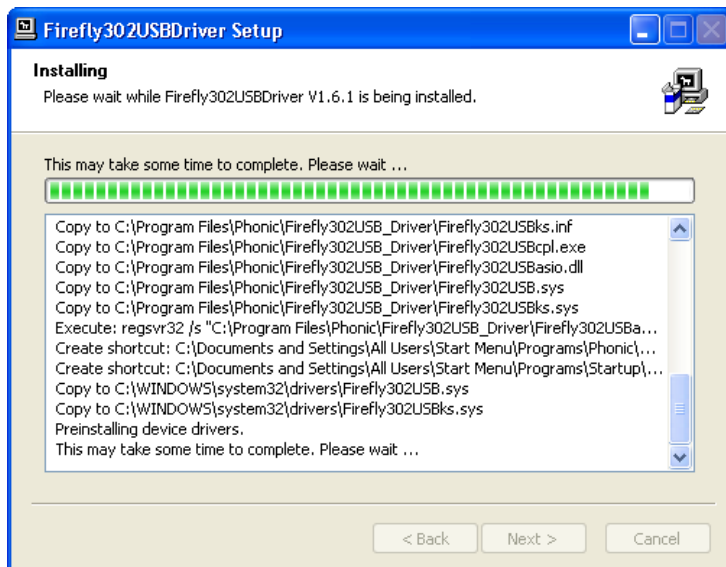 Firefly302USBDriver Setup
Installing
Please wait while Firefly302USBDriver V1.6.1 is being installed.
This may take some time to complete. Please wait ...
Copy to C:\Program Files\Phonic\Firefly302USB_Driver\Firefly302USBks.inf
Copy to C:\Program Files\Phonic\Firefly302USB_Driver\Firefly302USBcpl.exe
Copy to C:\Program Files\Phonic\Firefly302USB_Driver\Firefly302USBasio.dll
Copy to C:\Program Files\Phonic\Firefly302USB_Driver\Firefly302USB.sys
Copy to C:\Program Files\Phonic\Firefly302USB_Driver\Firefly302USBks.sys
Execute: regsvr32 /s "C:\Program Files\Phonic\Firefly302USB_Driver\Firefly302USBa...
Create shortcut: C:\Documents and Settings\All Users\Start Menu\Programs\Phonic\...
Create shortcut: C:\Documents and Settings\All Users\Start Menu\Programs\Startup\...
Copy to C:\WINDOWS\system32\drivers\Firefly302USB.sys
Copy to C:\WINDOWS\system32\drivers\Firefly302USBks.sys
Preinstalling device drivers.
This may take some time to complete. Please wait ...
< Back Next > Cancel